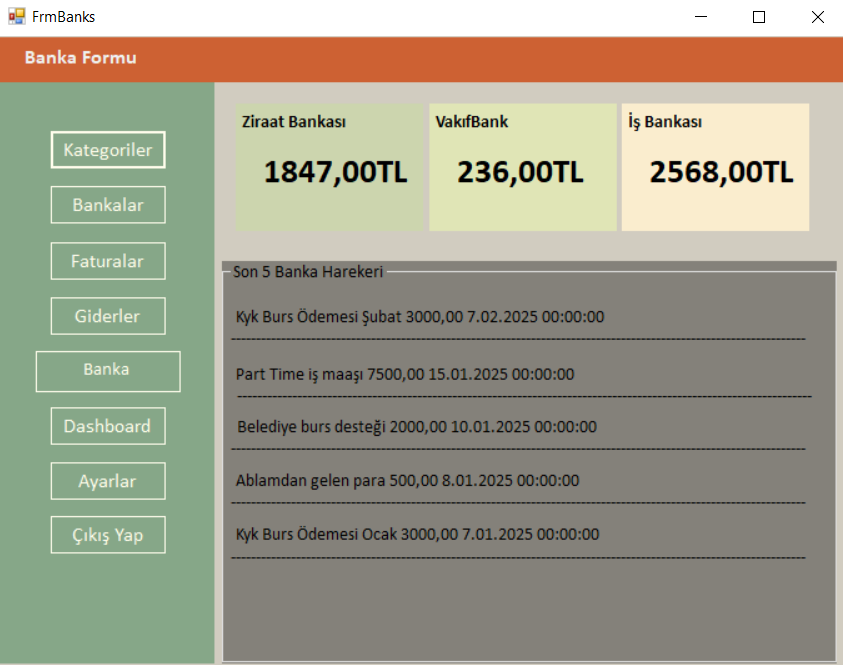 FrmBanks
Banka Formu
Kategoriler
Bankalar
Faturalar
Giderler
Banka
Dashboard
Ayarlar
Çıkış Yap
Ziraat Bankası
1847,00TL
VakıfBank
236,00TL
İş Bankası
2568,00TL
Son 5 Banka Harekeri
Kyk Burs Ödemesi Şubat 3000,00 7.02.2025 00:00:00
Part Time iş maaşı 7500,00 15.01.2025 00:00:00
Belediye burs desteği 2000,00 10.01.2025 00:00:00
Ablamdan gelen para 500,00 8.01.2025 00:00:00
Kyk Burs Ödemesi Ocak 3000,00 7.01.2025 00:00:00